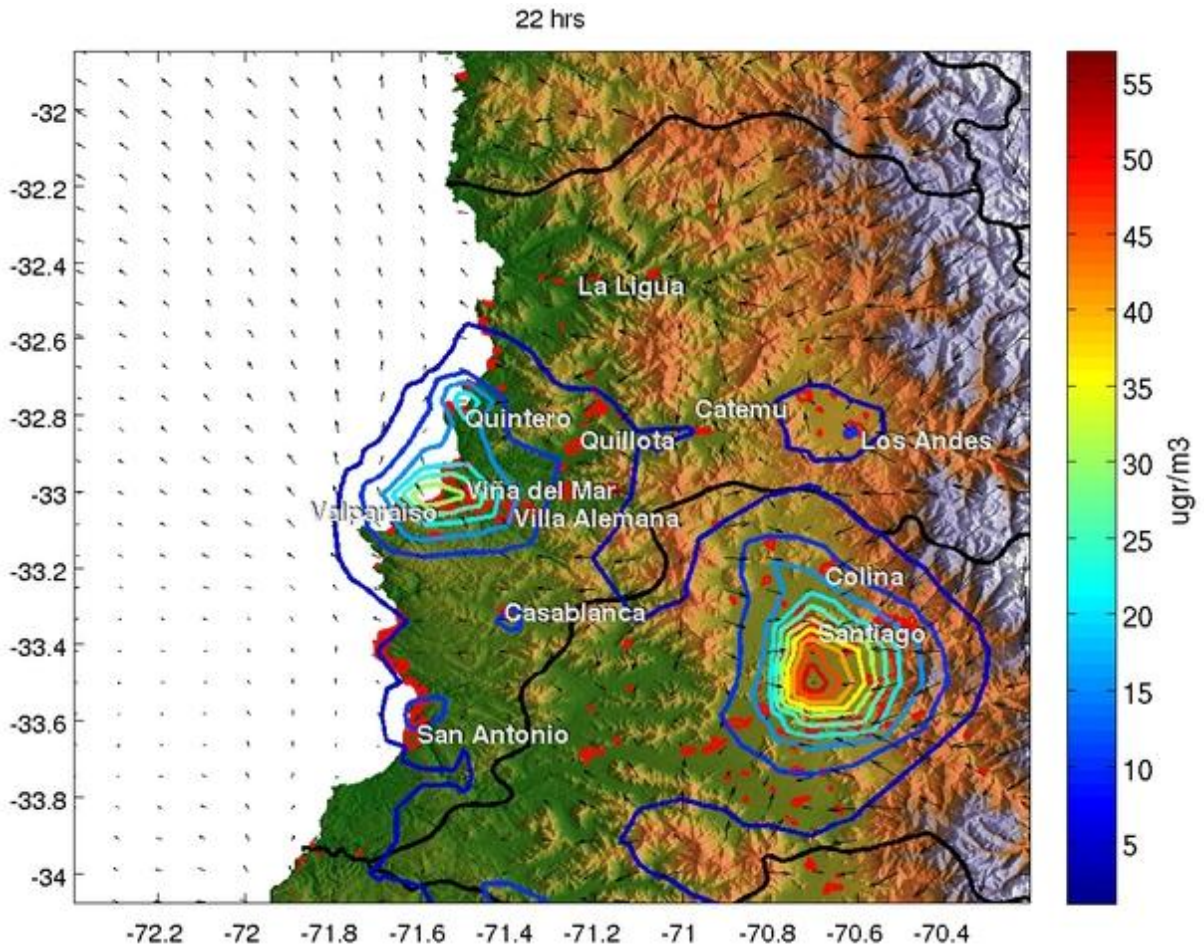 22 hrs
-32
-32.2
-32.4
-32.6
-32.8
-33
-33.2
-33.4
-33.6
-33.8
-34
La Ligua
Catemu
Quintero
Quillota
Los Andes
Viña del Mar
Valparaiso
Villa Alemana
Colina
Casablanca
Santiago
San Antonio
-72.2 -72 -71.8 -71.6 -71.4 -71.2 -71 -70.8 -70.6 -70.4
55
50
45
40
35
30
25
20
15
10
5
ugr/m3